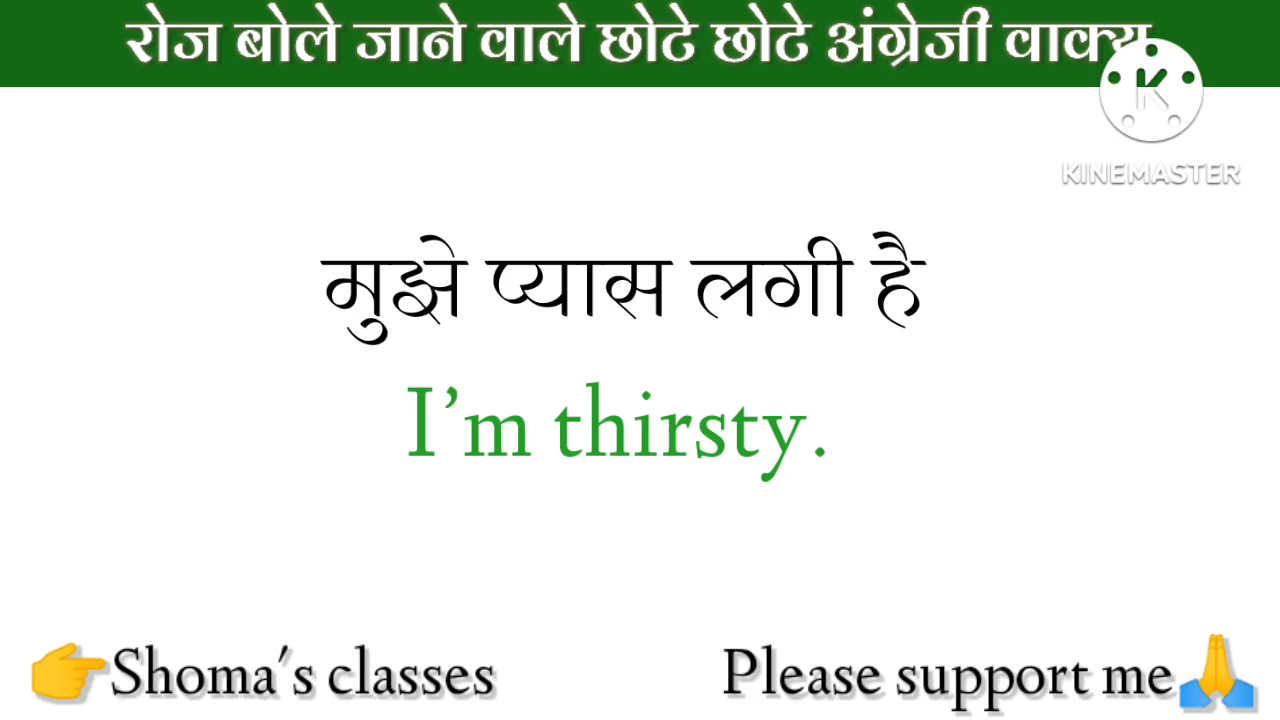 रोज बोले जाने वाले छोटे छोटे अंग्रेजी वाक्य
KINEMASTER
मुझे प्यास लगी है
I'm thirsty.
👉Shoma's classes
Please support me🙏